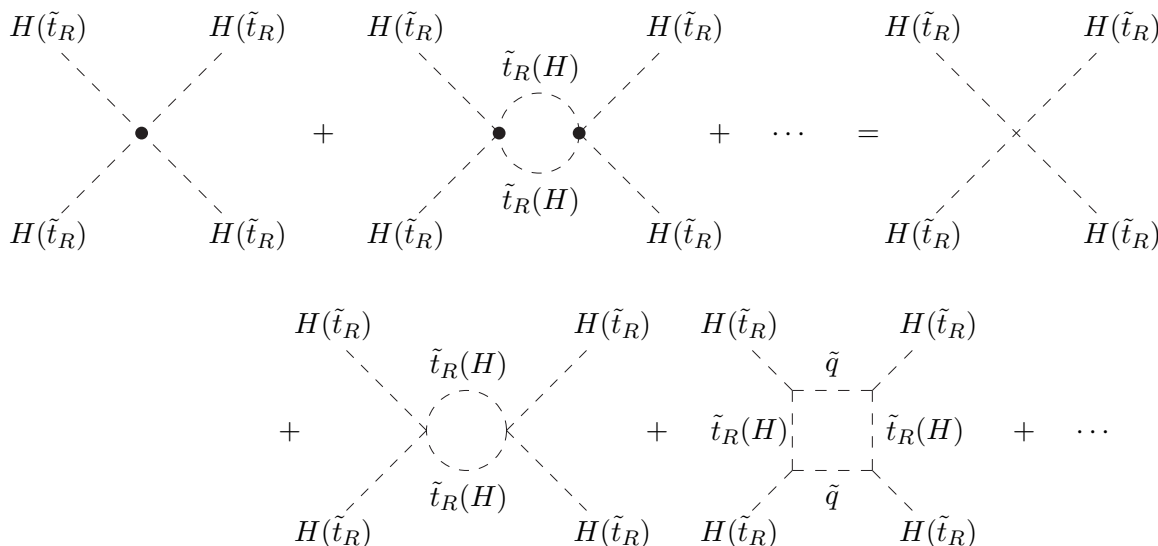 H(t̃_R) H(t̃_R) H(t̃_R) H(t̃_R) H(t̃_R) H(t̃_R)
t̃_R(H)
+ + ⋯ =
t̃_R(H)
H(t̃_R) H(t̃_R) H(t̃_R) H(t̃_R) H(t̃_R) H(t̃_R)
H(t̃_R) H(t̃_R) H(t̃_R) H(t̃_R)
t̃_R(H) q̃
+ + t̃_R(H) t̃_R(H) + ⋯
t̃_R(H) q̃
H(t̃_R) H(t̃_R) H(t̃_R) H(t̃_R)